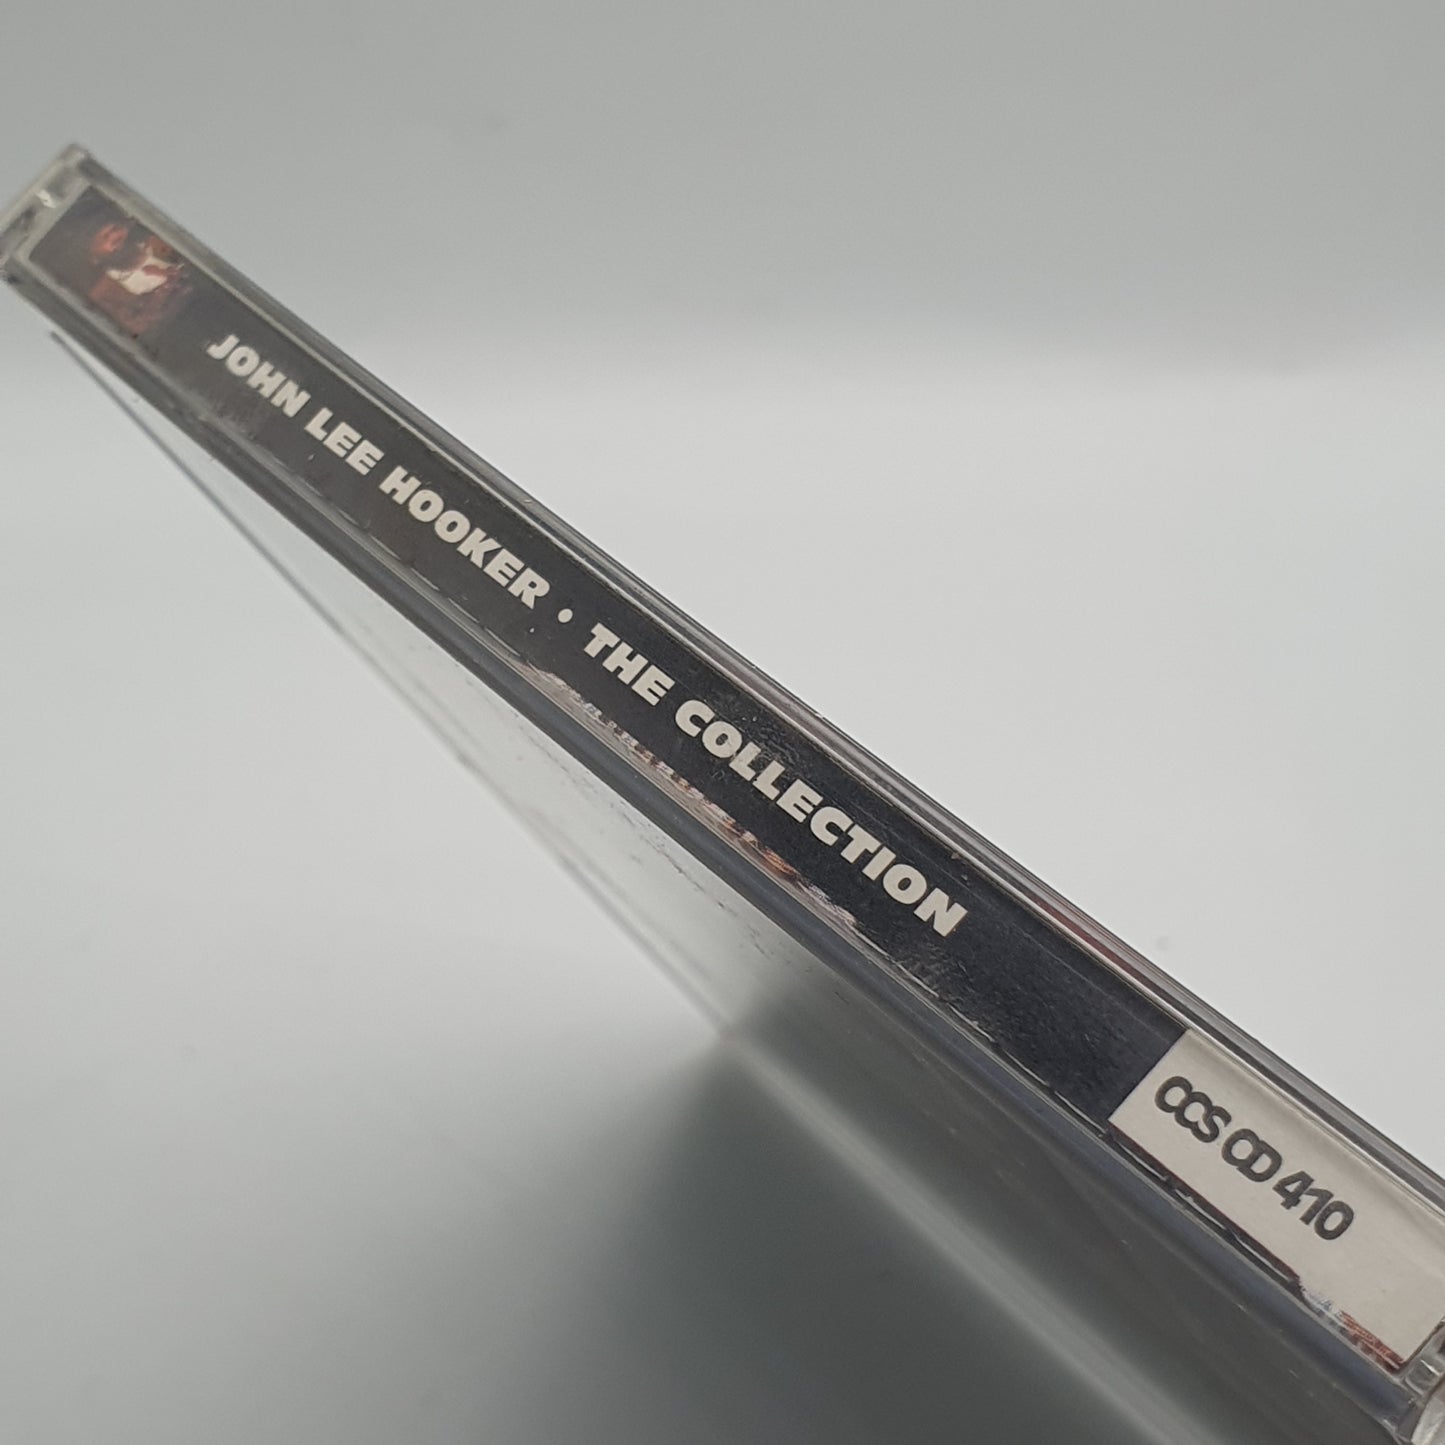 JOHN LEE HOOKER · THE COLLECTION
CCS CD 410